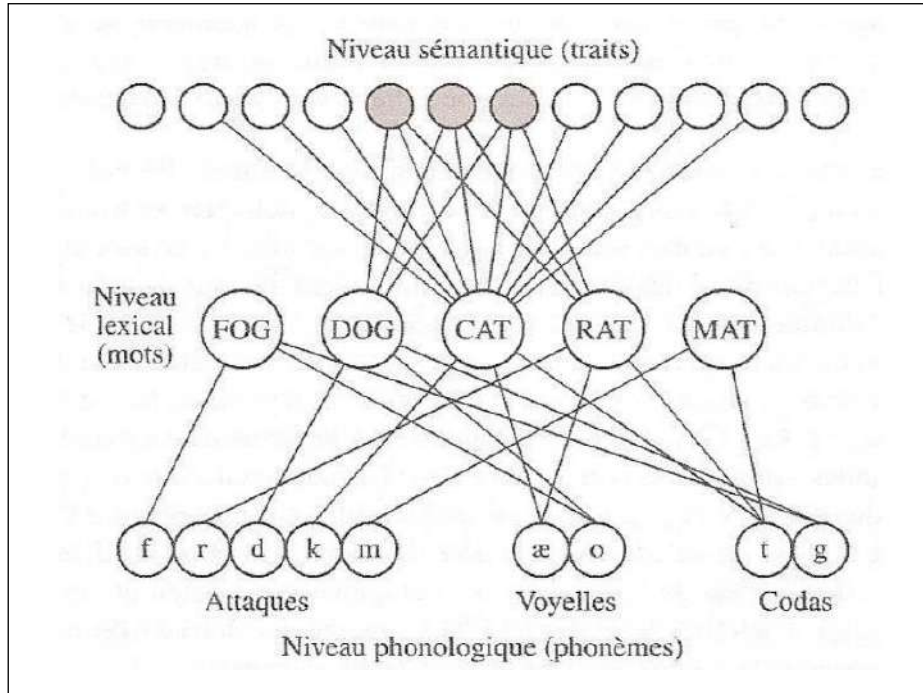 Niveau sémantique (traits)
Niveau
lexical
(mots)
FOG DOG CAT RAT MAT
f r d k m æ o t g
Attaques Voyelles Codas
Niveau phonologique (phonèmes)